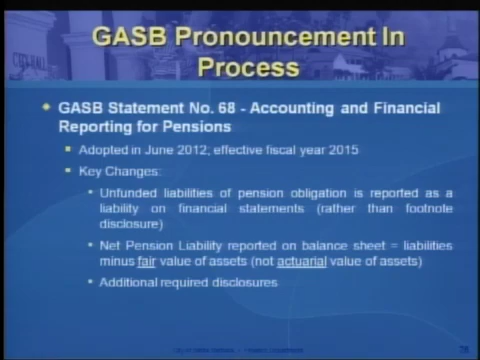 GASB Pronouncement In
Process
GASB Statement No. 68 - Accounting and Financial
Reporting for Pensions
Adopted in June 2012; effective fiscal year 2015
Key Changes:
Unfunded liabilities of pension obligation is reported as a
liability on financial statements (rather than footnote
disclosure)
Net Pension Liability reported on balance sheet = liabilities
minus fair value of assets (not actuarial value of assets)
Additional required disclosures
CITY HALL